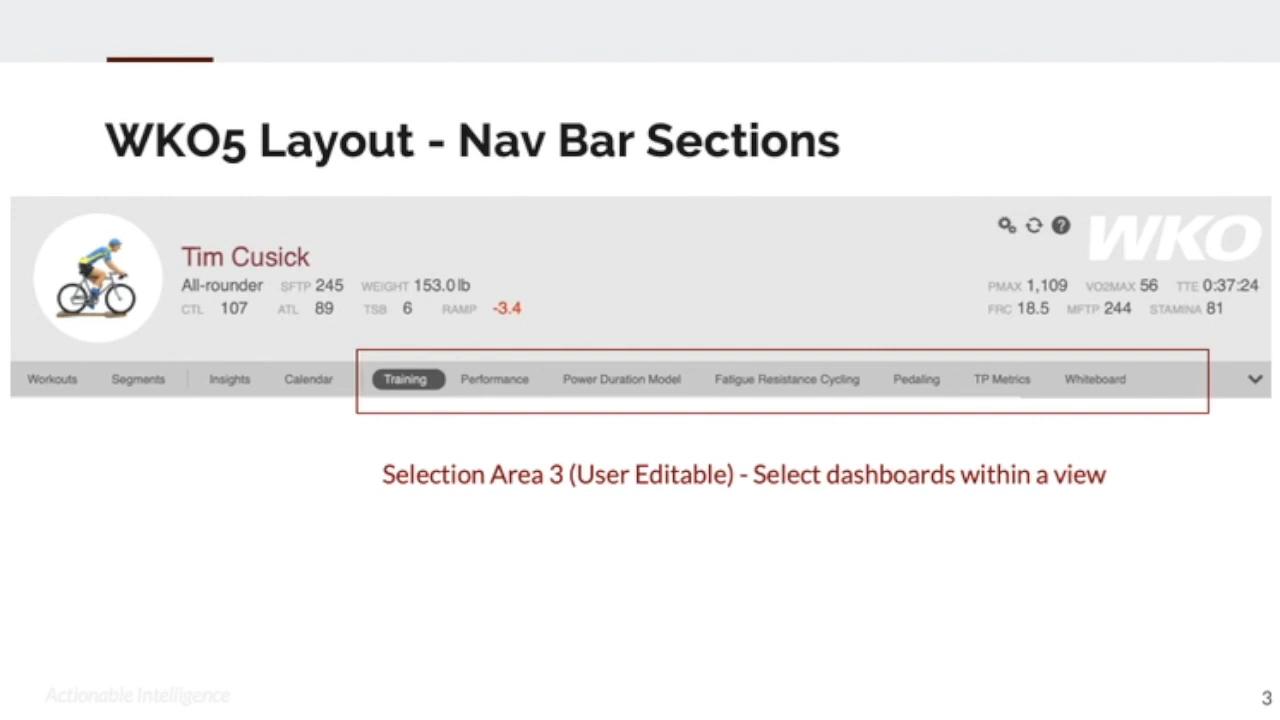 WKO5 Layout - Nav Bar Sections
WKO
Tim Cusick
All-rounder SFTP 245 WEIGHT 153.0 lb
PMAX 1,109 VO2MAX 56 TTE 0:37:24
CTL 107 ATL 89 TSB 6 RAMP -3.4
FRC 18.5 MFTP 244 STAMINA 81
Workouts Segments Insights Calendar Training Performance Power Duration Model Fatigue Resistance Cycling Pedaling TP Metrics Whiteboard
Selection Area 3 (User Editable) - Select dashboards within a view
Actionable Intelligence
3